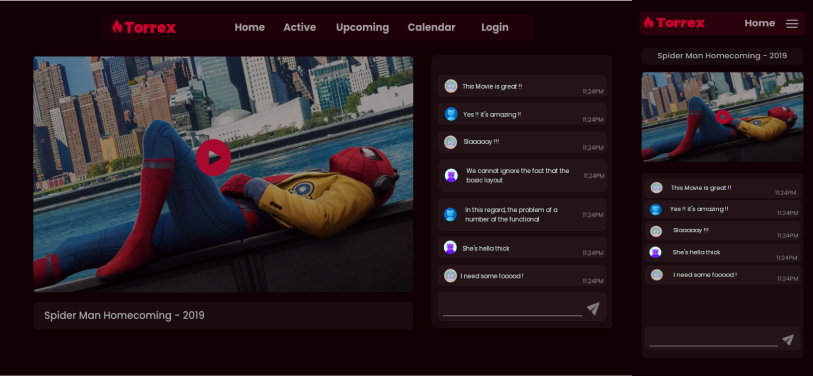 Torrex
Home Active Upcoming Calendar Login
This Movie is great !!
11:24PM
Yes !! it's amazing !!
11:24PM
Slaaaaay !!!
11:24PM
We cannot ignore the fact that the
basic layout
11:24PM
In this regard, the problem of a
number of the functional
11:24PM
She's hella thick
11:24PM
I need some fooood !
11:24PM
Spider Man Homecoming - 2019
Torrex
Home
Spider Man Homecoming - 2019
This Movie is great !!
11:24PM
Yes !! it's amazing !!
11:24PM
Slaaaaay !!!
11:24PM
She's hella thick
11:24PM
I need some fooood !
11:24PM